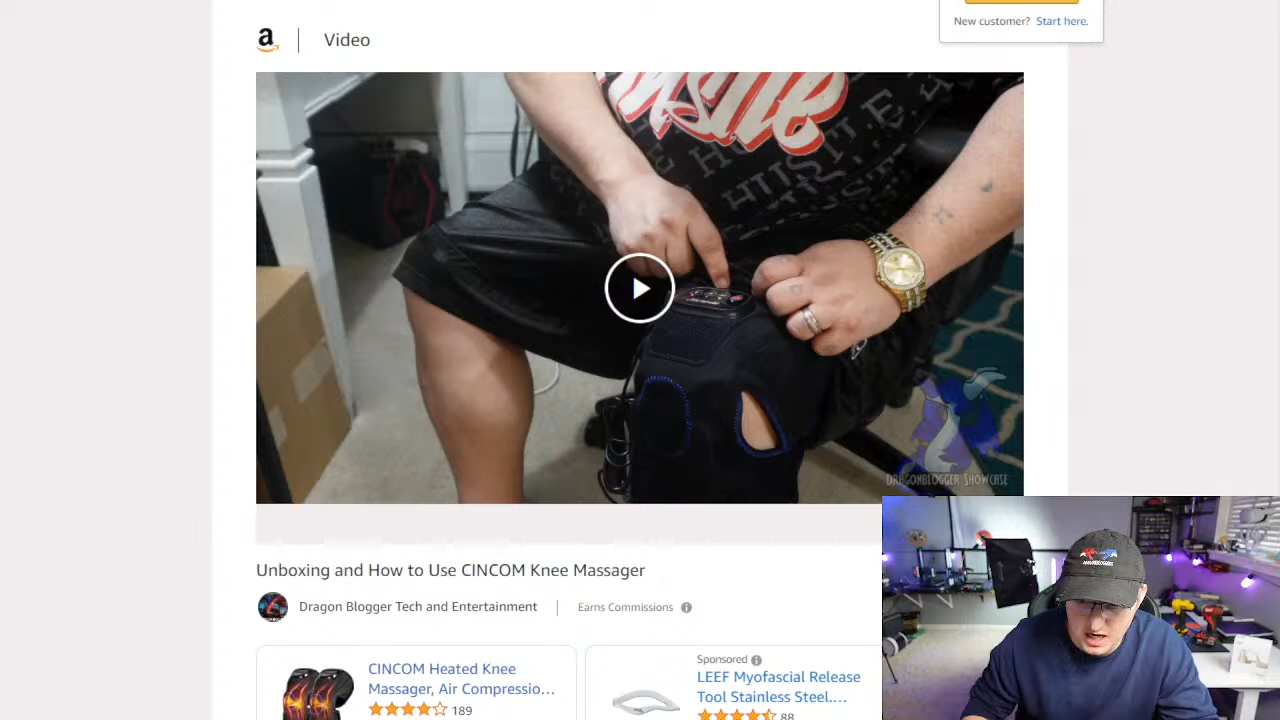 New customer? Start here.
a
Video
HUSTLE
DRAGONBLOGGER SHOWCASE
Unboxing and How to Use CINCOM Knee Massager
Dragon Blogger Tech and Entertainment
Earns Commissions
CINCOM Heated Knee
Massager, Air Compressio…
189
Sponsored
LEEF Myofascial Release
Tool Stainless Steel.…
88